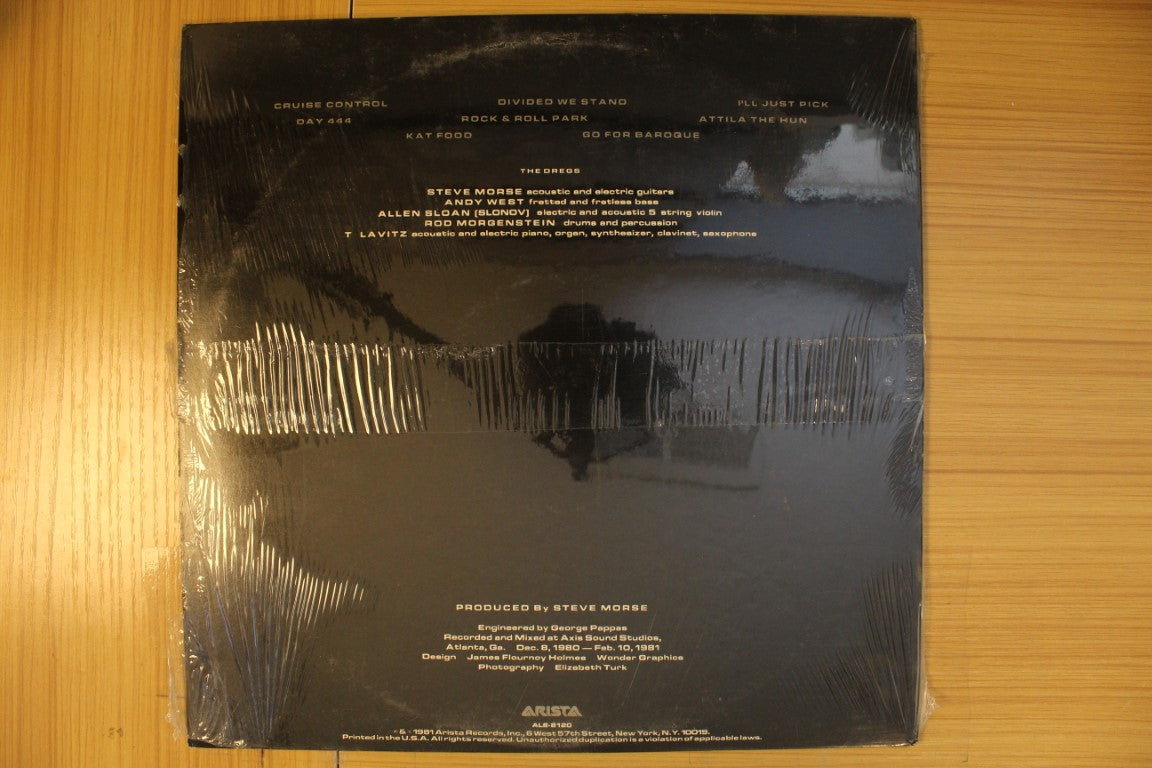 CRUISE CONTROL DIVIDED WE STAND I'LL JUST PICK
DAY 444 ROCK & ROLL PARK ATTILA THE HUN
KAT FOOD GO FOR BAROQUE
THE DREGS
STEVE MORSE acoustic and electric guitars
ANDY WEST fretted and fretless bass
ALLEN SLOAN (SLONOV) electric and acoustic 5 string violin
ROD MORGENSTEIN drums and percussion
T LAVITZ acoustic and electric piano, organ, synthesizer, clavinet, saxophone
PRODUCED By STEVE MORSE
Engineered by George Pappas
Recorded and Mixed at Axis Sound Studios,
Atlanta, Ga. Dec. 8, 1980 — Feb. 10, 1981
Design James Flournoy Holmes Wonder Graphics
Photography Elizabeth Turk
ARISTA
AL6-8120
& 1981 Arista Records, Inc., 6 West 57th Street, New York, N.Y. 10019.
Printed in the U.S.A. All rights reserved. Unauthorized duplication is a violation of applicable laws.